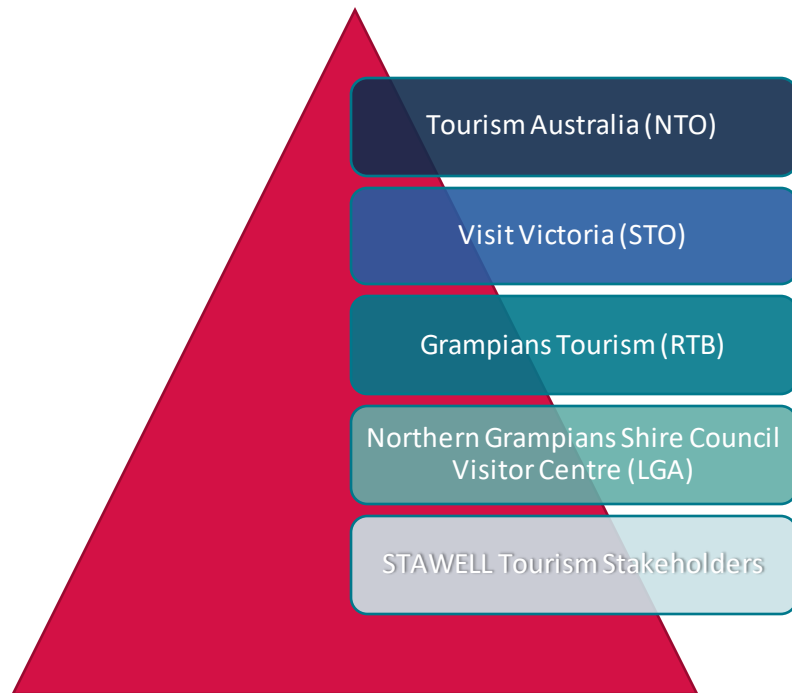 Tourism Australia (NTO)
Visit Victoria (STO)
Grampians Tourism (RTB)
Northern Grampians Shire Council
Visitor Centre (LGA)
STAWELL Tourism Stakeholders